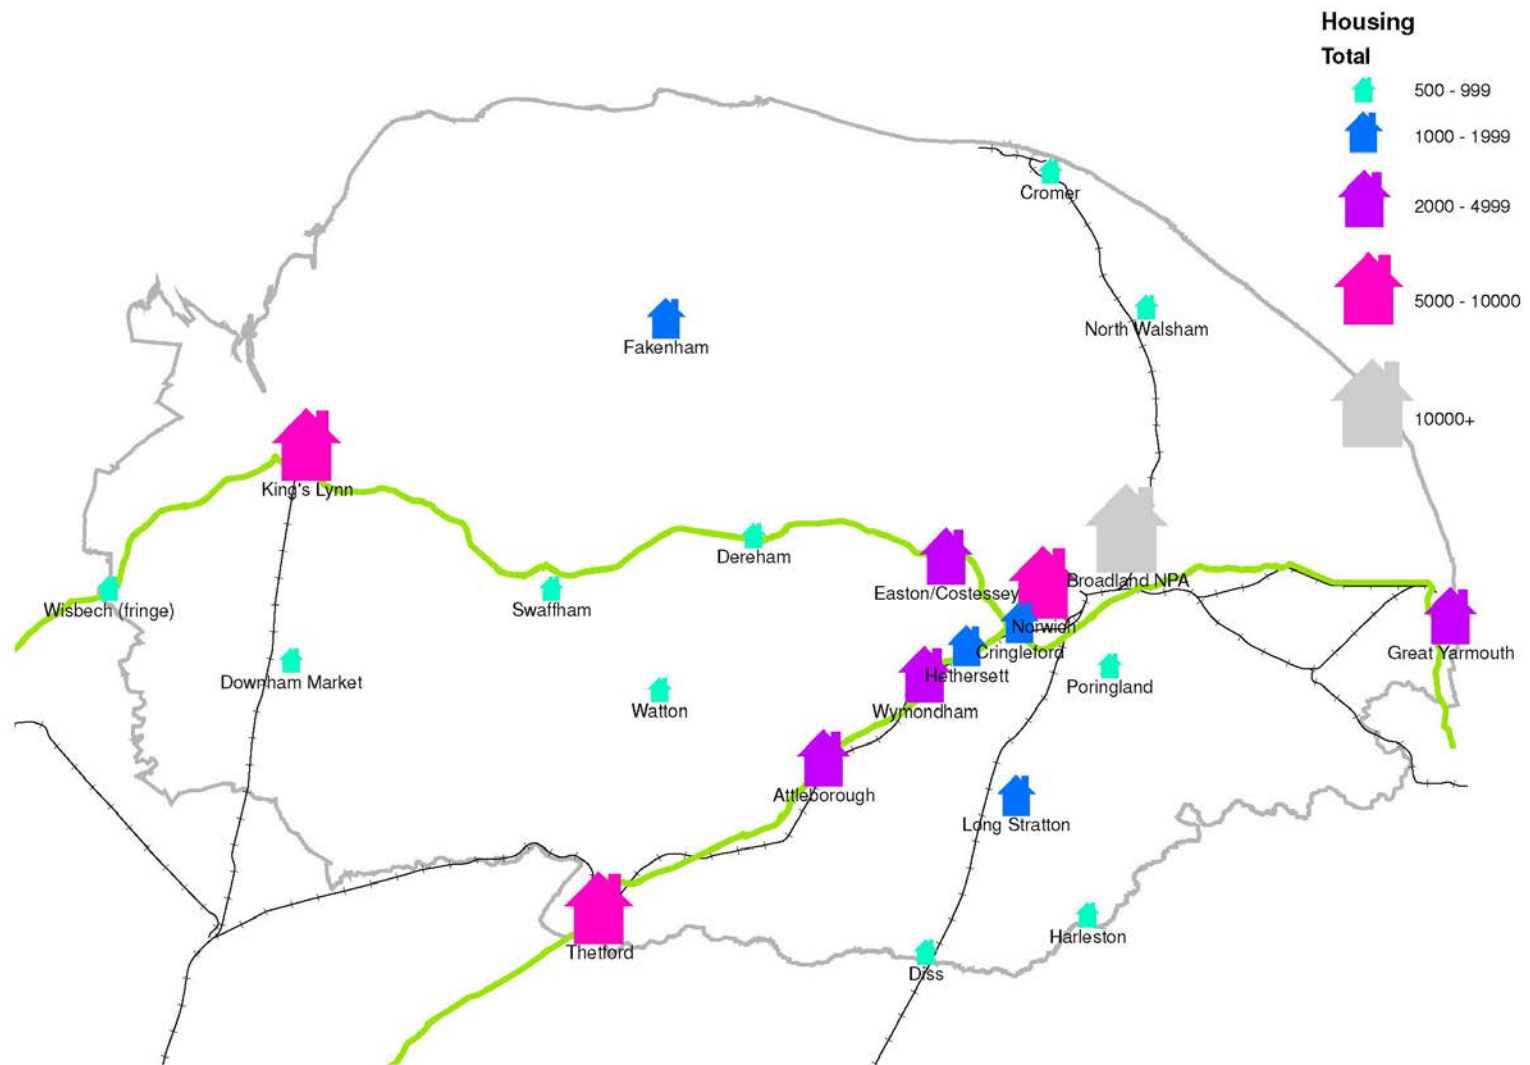 Housing
Total
500 - 999
1000 - 1999
2000 - 4999
5000 - 10000
10000+
Cromer
North Walsham
Fakenham
King's Lynn
Dereham
Broadland NPA
Easton/Costessey
Wisbech (fringe)
Swaffham
Norwich
Cringleford
Great Yarmouth
Hethersett
Downham Market
Poringland
Watton
Wymondham
Attleborough
Long Stratton
Harleston
Thetford
Diss